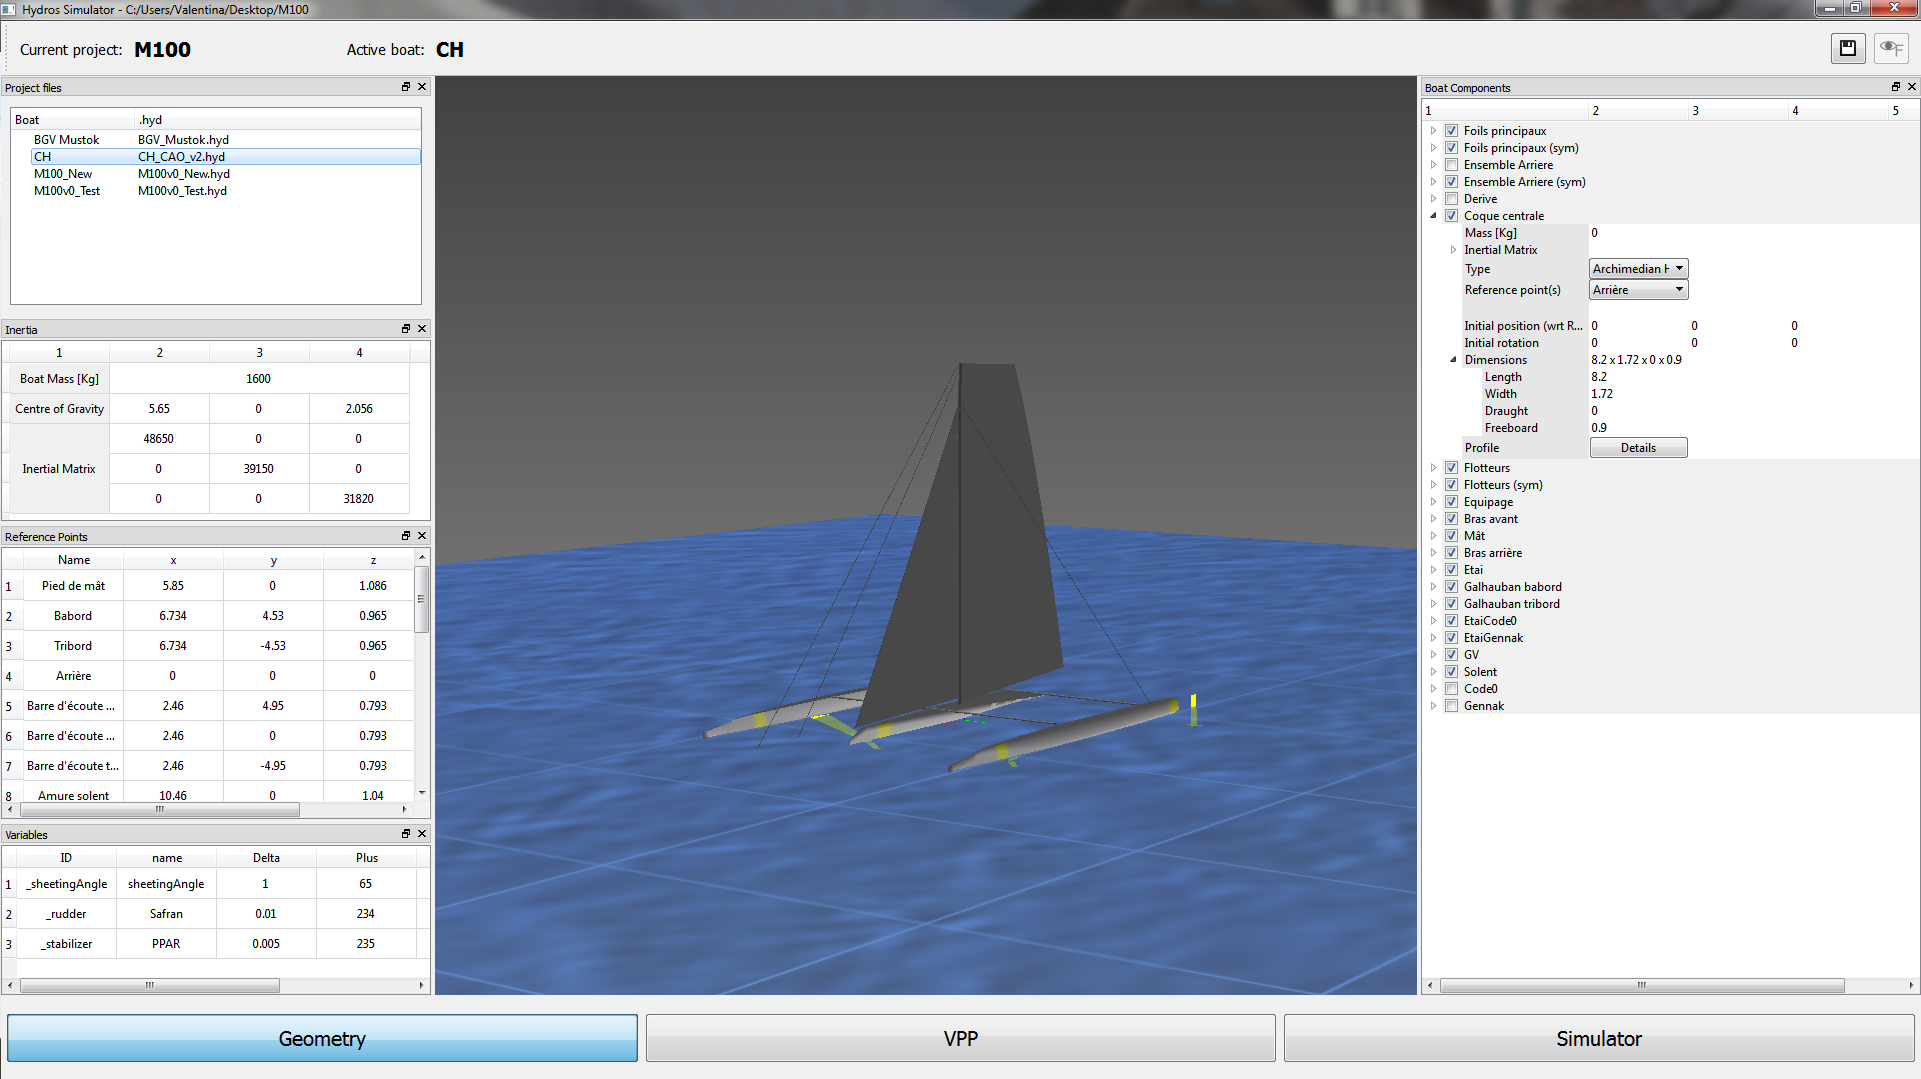 Hydros Simulator - C:/Users/Valentina/Desktop/M100
Current project: M100 Active boat: CH
Project files
Boat .hyd
BGV Mustok BGV_Mustok.hyd
CH CH_CAO_v2.hyd
M100_New M100v0_New.hyd
M100v0_Test M100v0_Test.hyd
Inertia
1 2 3 4
Boat Mass [Kg] 1600
Centre of Gravity 5.65 0 2.056
48650 0 0
Inertial Matrix 0 39150 0
0 0 31820
Reference Points
Name x y z
1 Pied de mât 5.85 0 1.086
2 Babord 6.734 4.53 0.965
3 Tribord 6.734 -4.53 0.965
4 Arrière 0 0 0
5 Barre d'écoute ... 2.46 4.95 0.793
6 Barre d'écoute ... 2.46 0 0.793
7 Barre d'écoute t... 2.46 -4.95 0.793
8 Amure solent 10.46 0 1.04
Variables
ID name Delta Plus
1 _sheetingAngle sheetingAngle 1 65
2 _rudder Safran 0.01 234
3 _stabilizer PPAR 0.005 235
Boat Components
1 2 3 4 5
Foils principaux
Foils principaux (sym)
Ensemble Arriere
Ensemble Arriere (sym)
Derive
Coque centrale
Mass [Kg] 0
Inertial Matrix
Type Archimedian
Reference point(s) Arrière
Initial position (wrt R... 0 0 0
Initial rotation 0 0 0
Dimensions 8.2 x 1.72 x 0 x 0.9
Length 8.2
Width 1.72
Draught 0
Freeboard 0.9
Profile Details
Flotteurs
Flotteurs (sym)
Equipage
Bras avant
Mât
Bras arrière
Etai
Galhauban babord
Galhauban tribord
EtaiCode0
EtaiGennak
GV
Solent
Code0
Gennak
Geometry VPP Simulator